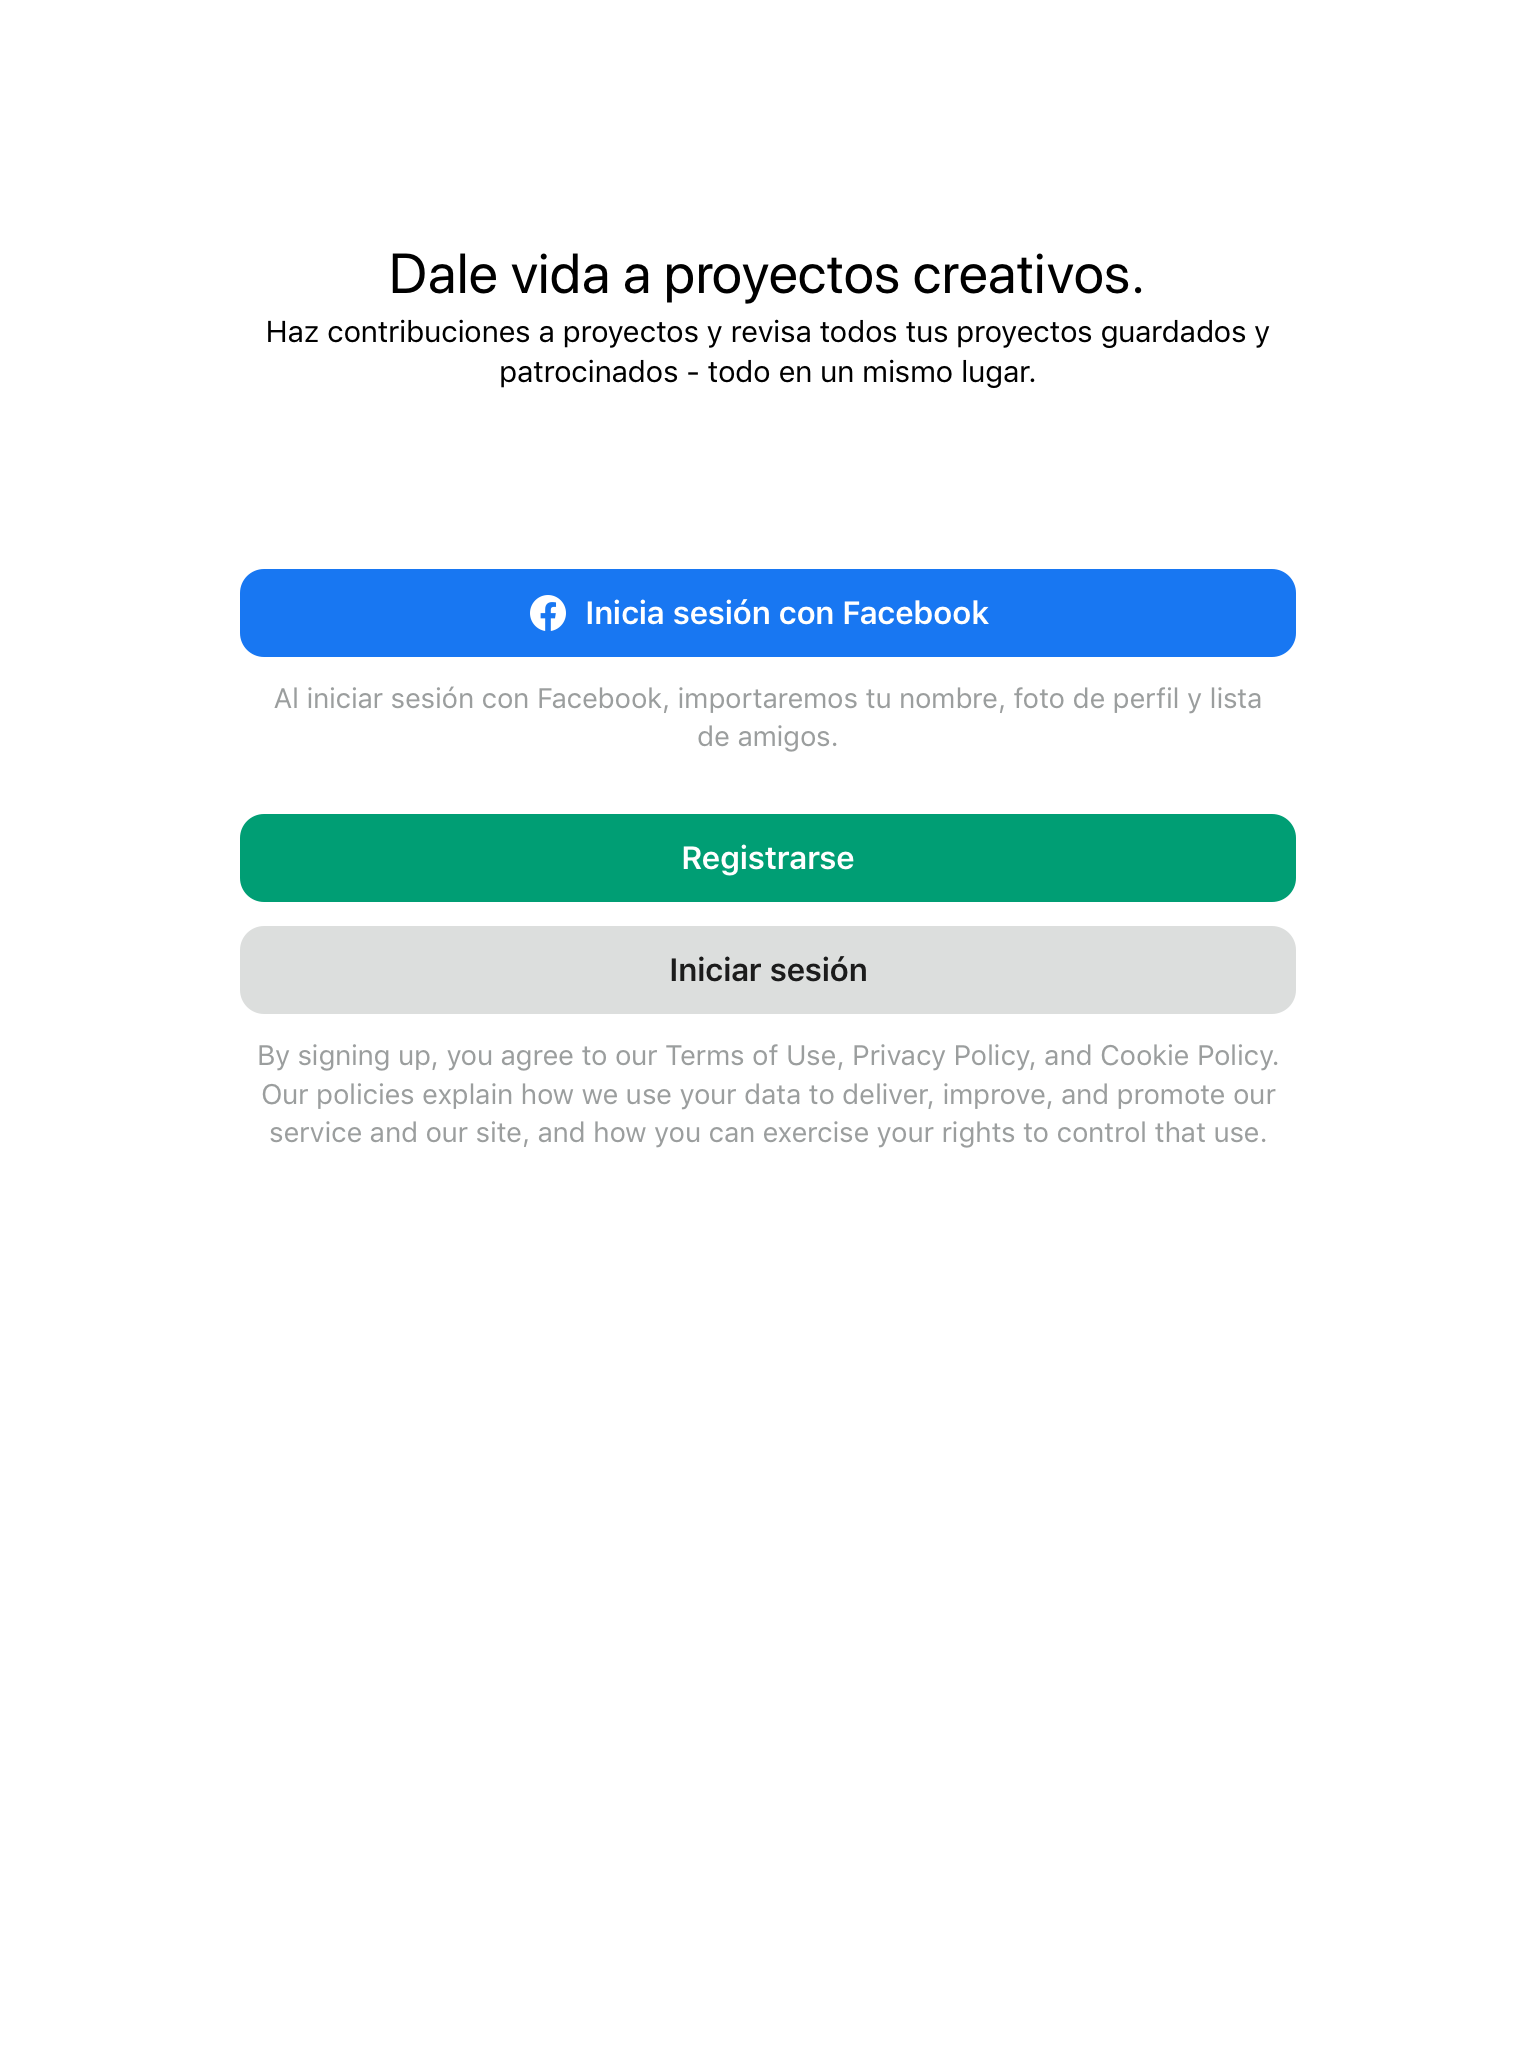 Dale vida a proyectos creativos.
Haz contribuciones a proyectos y revisa todos tus proyectos guardados y
patrocinados - todo en un mismo lugar.
Inicia sesión con Facebook
Al iniciar sesión con Facebook, importaremos tu nombre, foto de perfil y lista
de amigos.
Registrarse
Iniciar sesión
By signing up, you agree to our Terms of Use, Privacy Policy, and Cookie Policy.
Our policies explain how we use your data to deliver, improve, and promote our
service and our site, and how you can exercise your rights to control that use.